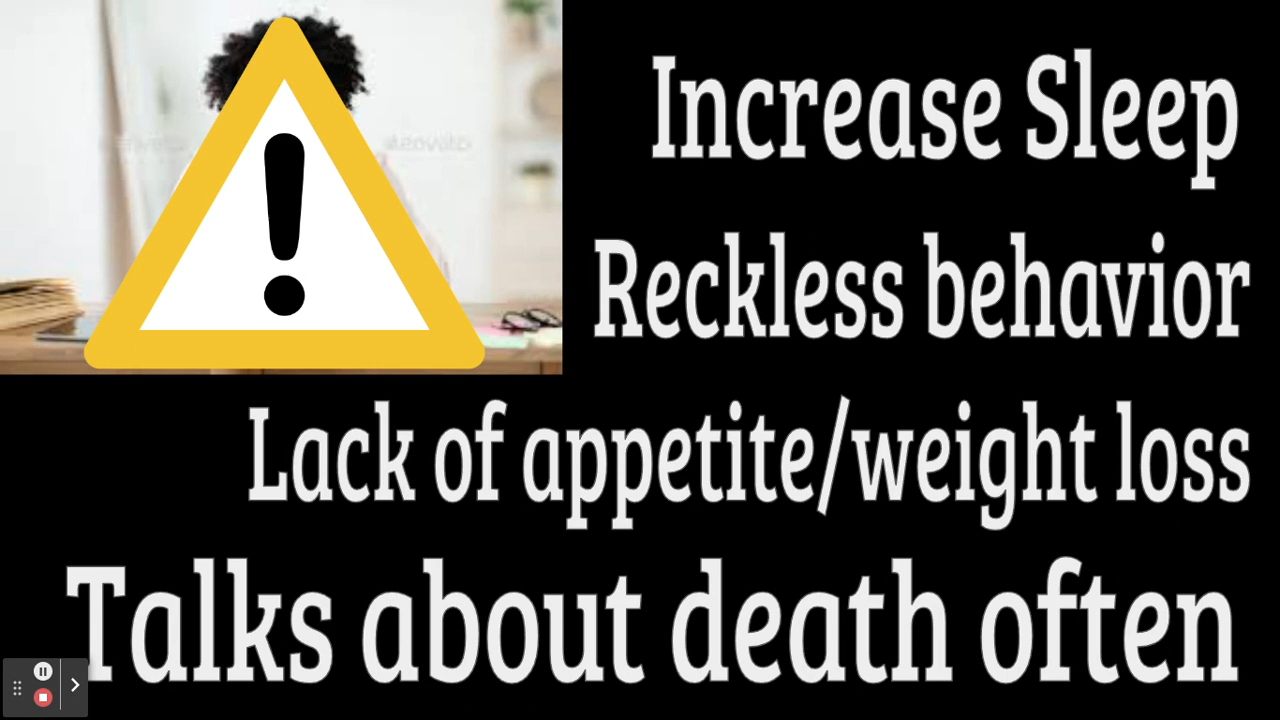 Increase Sleep
Reckless behavior
Lack of appetite/weight loss
Talks about death often